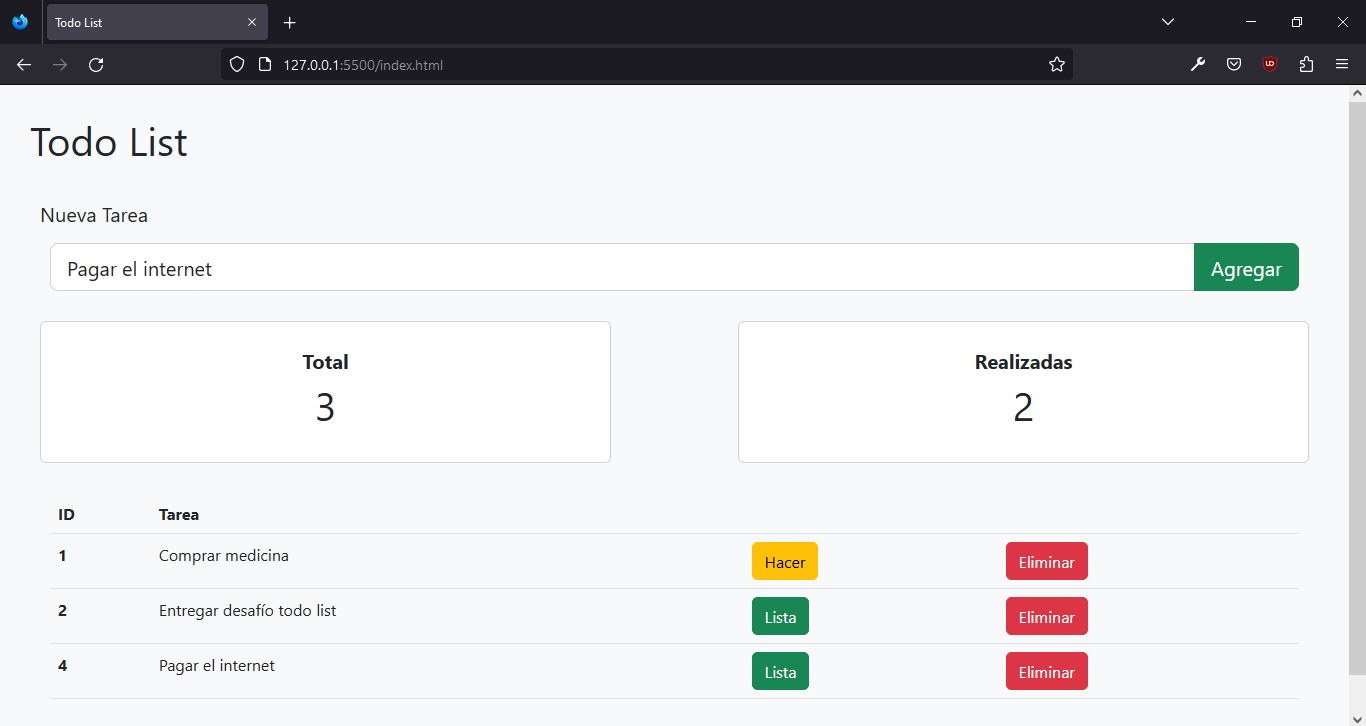 Todo List
127.0.0.1:5500/index.html
Todo List
Nueva Tarea
Pagar el internet Agregar
Total Realizadas
3 2
ID Tarea
1 Comprar medicina Hacer Eliminar
2 Entregar desafío todo list Lista Eliminar
4 Pagar el internet Lista Eliminar